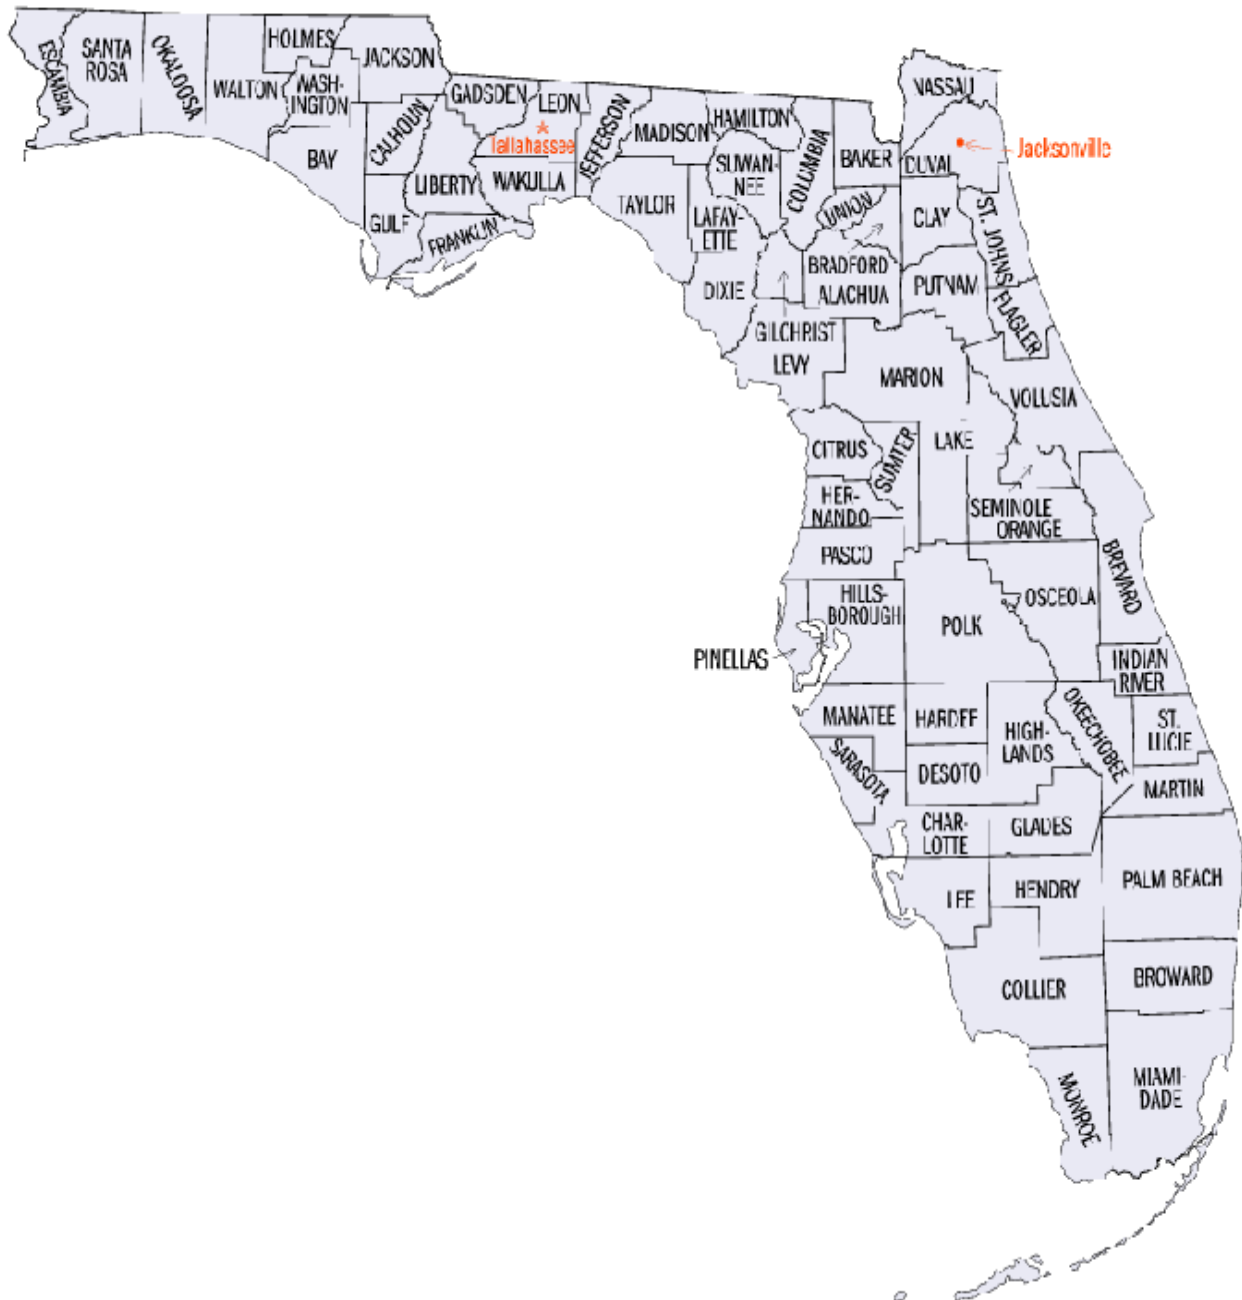 ESCAMBIA
SANTA
ROSA
OKALOOSA
WALTON
HOLMES
WASH-
INGTON
JACKSON
BAY
CALHOUN
GULF
GADSDEN
LIBERTY
FRANKLIN
LEON
Tallahassee
WAKULLA
JEFFERSON
MADISON
TAYLOR
HAMILTON
SUWAN-
NEE
LAFAY-
ETTE
DIXIE
COLUMBIA
BAKER
NASSAU
DUVAL
Jacksonville
UNION
BRADFORD
ALACHUA
CLAY
ST. JOHNS
PUTNAM
FLAGLER
GILCHRIST
LEVY
MARION
VOLUSIA
CITRUS
SUMTER
LAKE
HER-
NANDO
SEMINOLE
ORANGE
PASCO
BREVARD
HILLS-
BOROUGH
POLK
OSCEOLA
PINELLAS
INDIAN
RIVER
MANATEE
HARDEE
HIGH-
LANDS
OKEECHOBEE
ST.
LUCIE
SARASOTA
DESOTO
MARTIN
CHAR-
LOTTE
GLADES
LEE
HENDRY
PALM BEACH
COLLIER
BROWARD
MONROE
MIAMI-
DADE